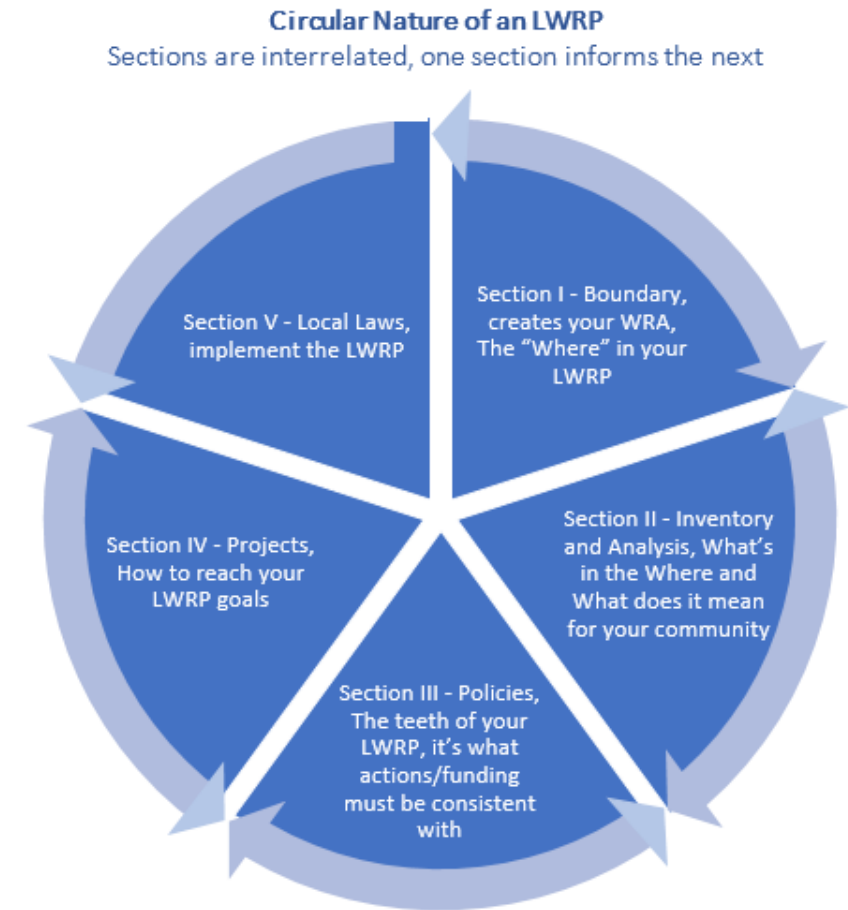 Circular Nature of an LWRP
Sections are interrelated, one section informs the next
Section I - Boundary,
creates your WRA,
The “Where” in your
LWRP
Section II - Inventory
and Analysis, What’s
in the Where and
What does it mean
for your community
Section III - Policies,
The teeth of your
LWRP, it’s what
actions/funding
must be consistent
with
Section IV - Projects,
How to reach your
LWRP goals
Section V - Local Laws,
implement the LWRP